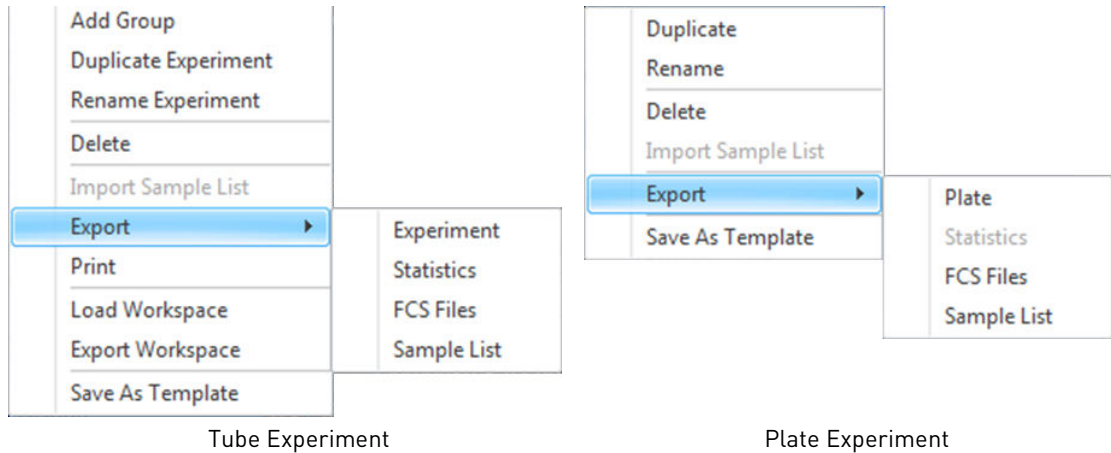 Add Group
Duplicate Experiment
Rename Experiment
Delete
Import Sample List
Export
Print
Load Workspace
Export Workspace
Save As Template
Experiment
Statistics
FCS Files
Sample List
Tube Experiment
Duplicate
Rename
Delete
Import Sample List
Export
Save As Template
Plate
Statistics
FCS Files
Sample List
Plate Experiment